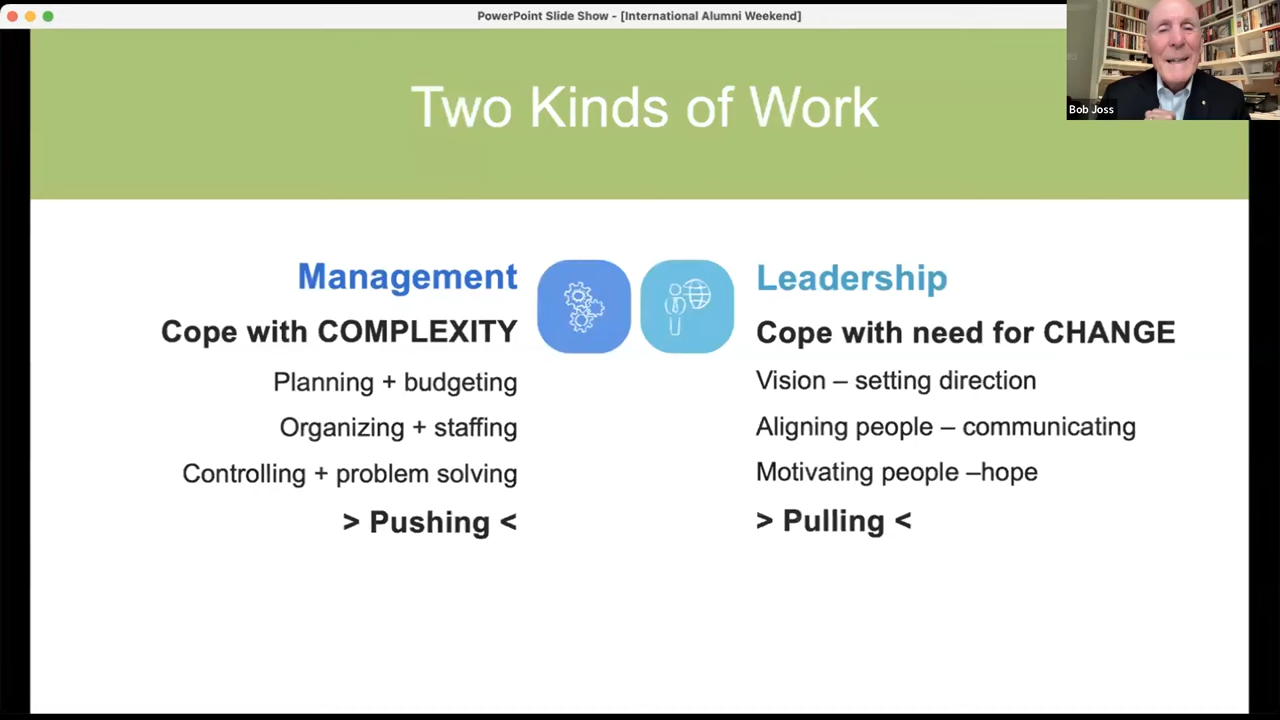 PowerPoint Slide Show - [International Alumni Weekend]
Bob Joss
Two Kinds of Work
Management
Cope with COMPLEXITY
Planning + budgeting
Organizing + staffing
Controlling + problem solving
> Pushing <
Leadership
Cope with need for CHANGE
Vision – setting direction
Aligning people – communicating
Motivating people –hope
> Pulling <